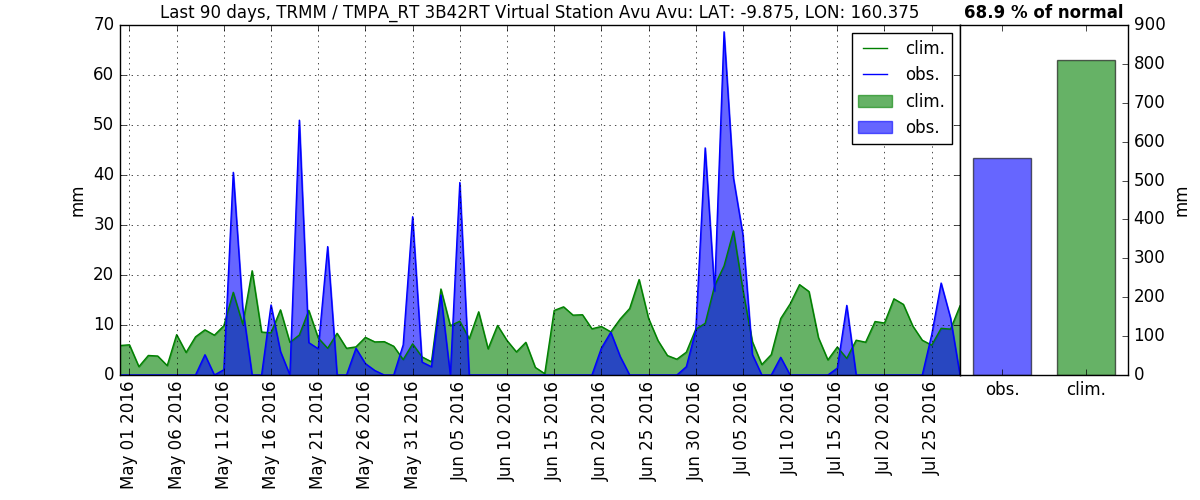 Last 90 days, TRMM / TMPA_RT 3B42RT Virtual Station Avu Avu: LAT: -9.875, LON: 160.375
68.9 % of normal
70
60
50
40
30
20
10
0
mm
clim.
obs.
clim.
obs.
900
800
700
600
500
400
300
200
100
0
mm
May 01 2016
May 06 2016
May 11 2016
May 16 2016
May 21 2016
May 26 2016
May 31 2016
Jun 05 2016
Jun 10 2016
Jun 15 2016
Jun 20 2016
Jun 25 2016
Jun 30 2016
Jul 05 2016
Jul 10 2016
Jul 15 2016
Jul 20 2016
Jul 25 2016
obs.
clim.